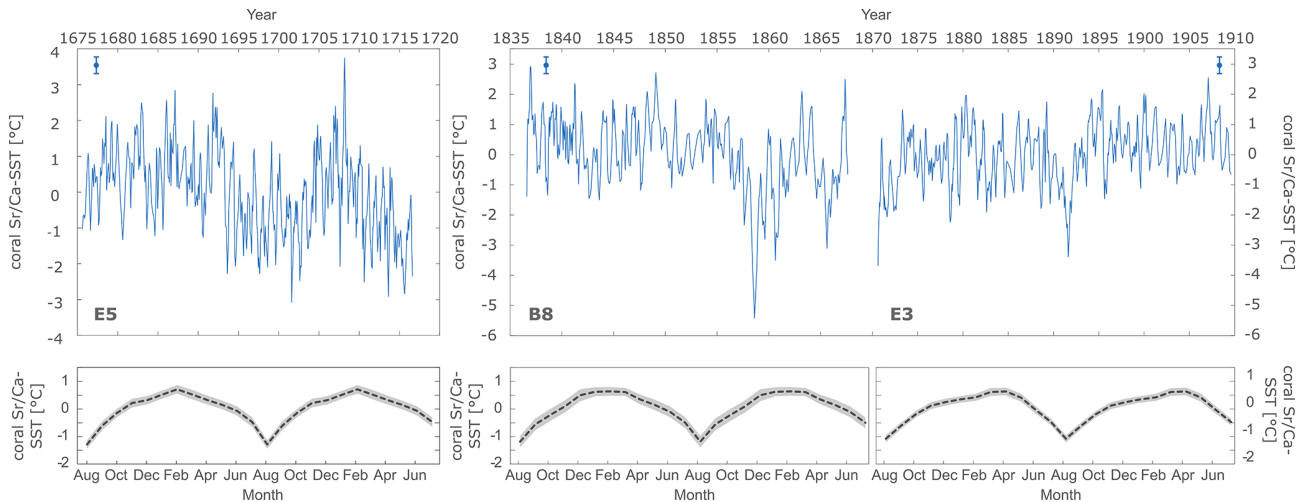 Year
Year
1675 1680 1685 1690 1695 1700 1705 1710 1715 1720
1835 1840 1845 1850 1855 1860 1865 1870 1875 1880 1885 1890 1895 1900 1905 1910
coral Sr/Ca-SST [°C]
4
3
2
1
0
-1
-2
-3
-4
E5
coral Sr/Ca-SST [°C]
3
2
1
0
-1
-2
-3
-4
-5
-6
B8
E3
3
2
1
0
-1
-2
-3
-4
-5
-6
coral Sr/Ca-SST [°C]
coral Sr/Ca-
SST [°C]
1
0
-1
-2
Aug Oct Dec Feb Apr Jun Aug Oct Dec Feb Apr Jun
Month
coral Sr/Ca-
SST [°C]
1
0
-1
-2
Aug Oct Dec Feb Apr Jun Aug Oct Dec Feb Apr Jun
Month
Aug Oct Dec Feb Apr Jun Aug Oct Dec Feb Apr Jun
Month
1
0
-1
-2
coral Sr/Ca-
SST [°C]